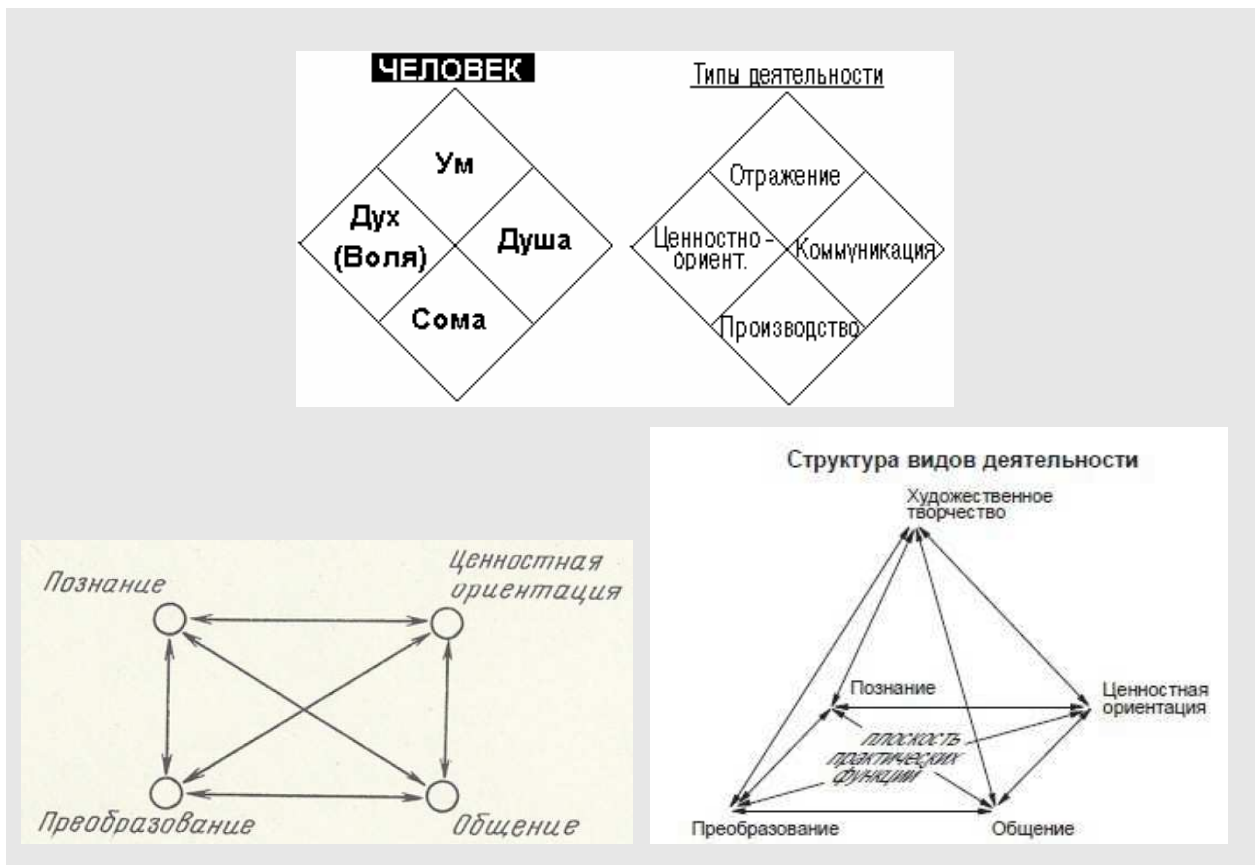 ЧЕЛОВЕК
Ум
Дух
(Воля)
Душа
Сома
Типы деятельности
Отражение
Ценностно-
ориент.
Коммуникация
Производство
Познание
Ценностная
ориентация
Преобразование
Общение
Структура видов деятельности
Художественное
творчество
Познание
Ценностная
ориентация
плоскость
практических
функции
Преобразование
Общение